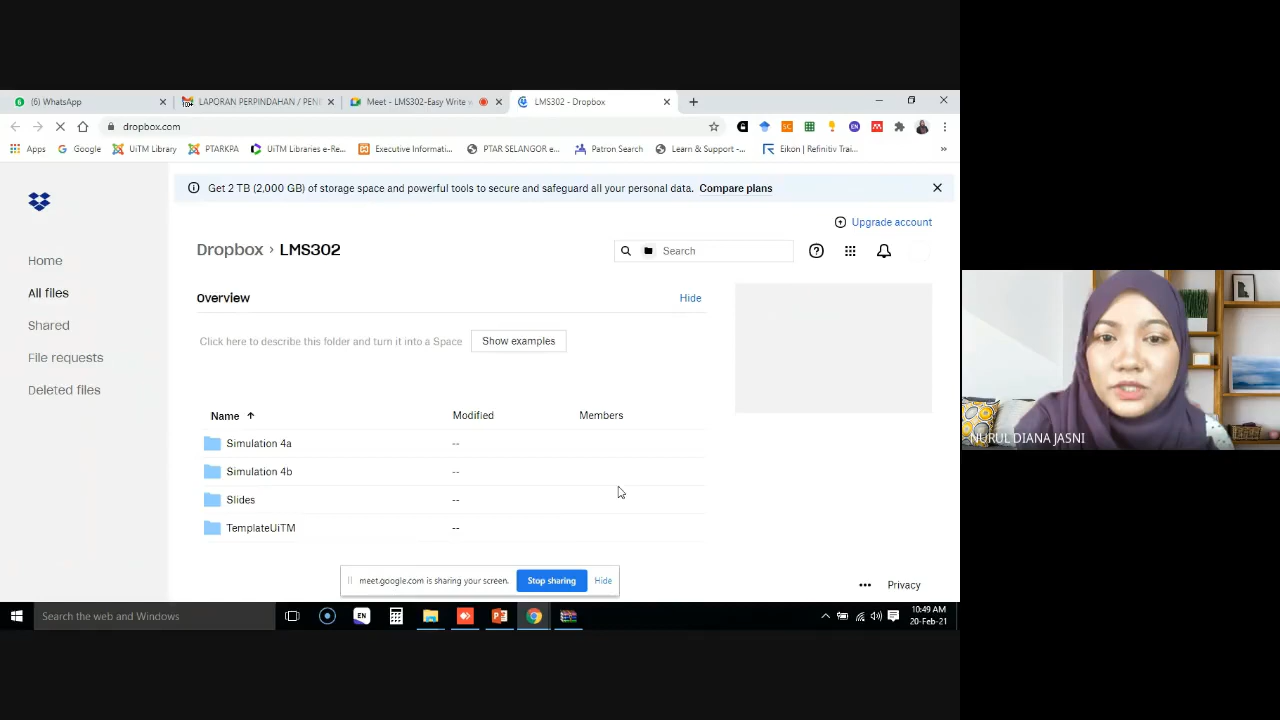 (6) WhatsApp
LAPORAN PERPINDAHAN / PEN
Meet - LMS302-Easy Write w
LMS302 - Dropbox
dropbox.com
Apps
Google
UiTM Library
PTARKPA
UiTM Libraries e-Re...
Executive Informati...
PTAR SELANGOR e...
Patron Search
Learn & Support -...
Eikon | Refinitiv Trai...
Get 2 TB (2,000 GB) of storage space and powerful tools to secure and safeguard all your personal data. Compare plans
Upgrade account
Dropbox › LMS302
Search
Home
All files
Shared
File requests
Deleted files
Overview
Hide
Click here to describe this folder and turn it into a Space
Show examples
Name Modified Members
Simulation 4a --
Simulation 4b --
Slides --
TemplateUiTM --
NURUL DIANA JASNI
meet.google.com is sharing your screen. Stop sharing Hide
Privacy
Search the web and Windows
EN
10:49 AM
20-Feb-21